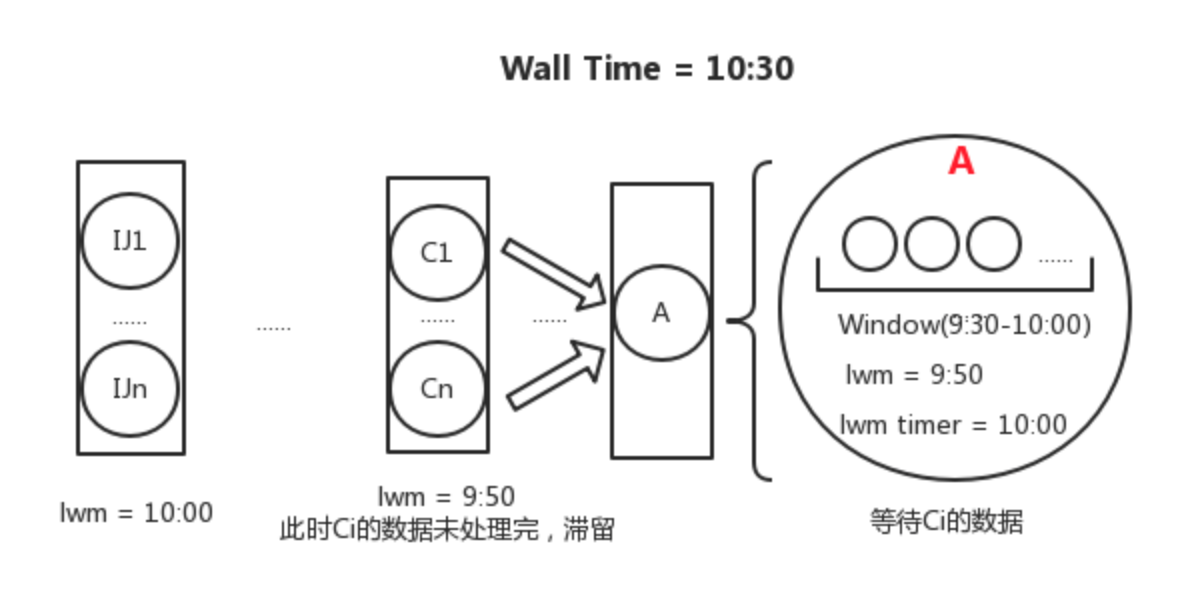 Wall Time = 10:30
IJ1
......
IJn
lwm = 10:00
......
C1
......
Cn
lwm = 9:50
此时Ci的数据未处理完，滞留
......
A
A
......
Window(9:30-10:00)
lwm = 9:50
lwm timer = 10:00
等待Ci的数据